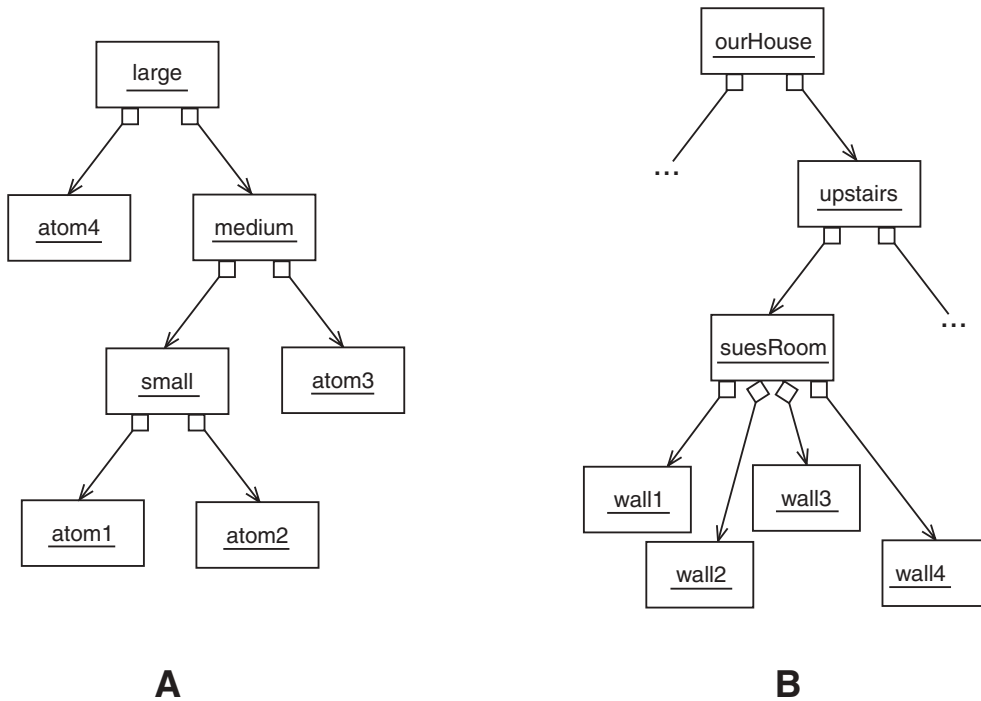 large
atom4
medium
small
atom3
atom1
atom2
A
ourHouse
...
upstairs
...
suesRoom
wall1
wall3
wall2
wall4
B